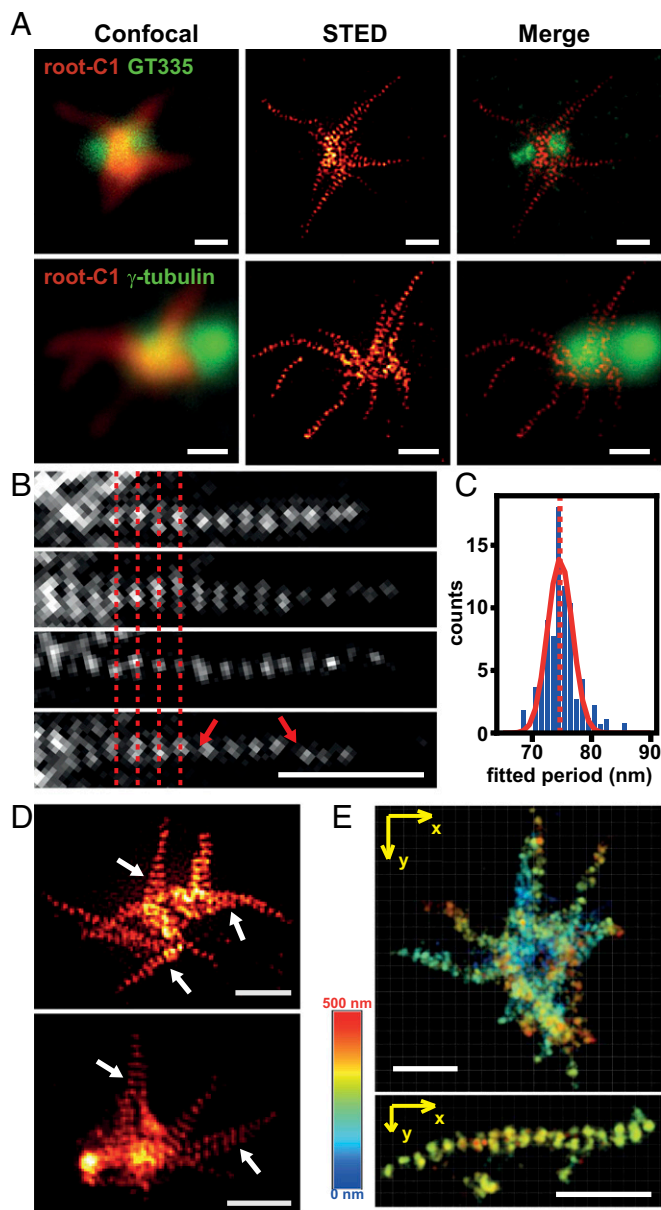 A
Confocal STED Merge
root-C1 GT335
root-C1 γ-tubulin
B
C
counts
15
10
5
0
70 80 90
fitted period (nm)
D
E
x
y
500 nm
0 nm
x
y